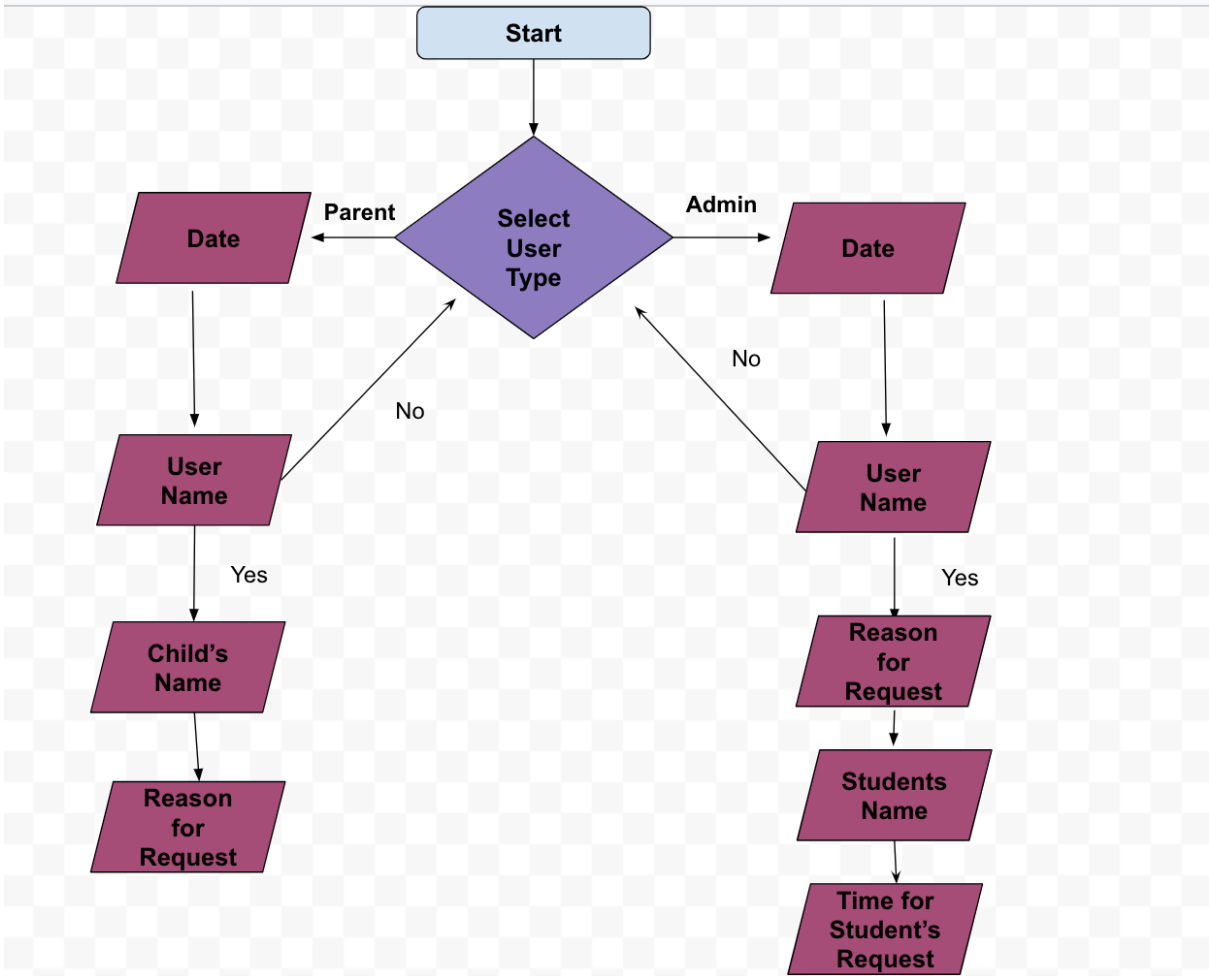 Start
Parent
Select
User
Type
Admin
Date
Date
No
No
User
Name
User
Name
Yes
Yes
Child’s
Name
Reason
for
Request
Reason
for
Request
Students
Name
Time for
Student’s
Request